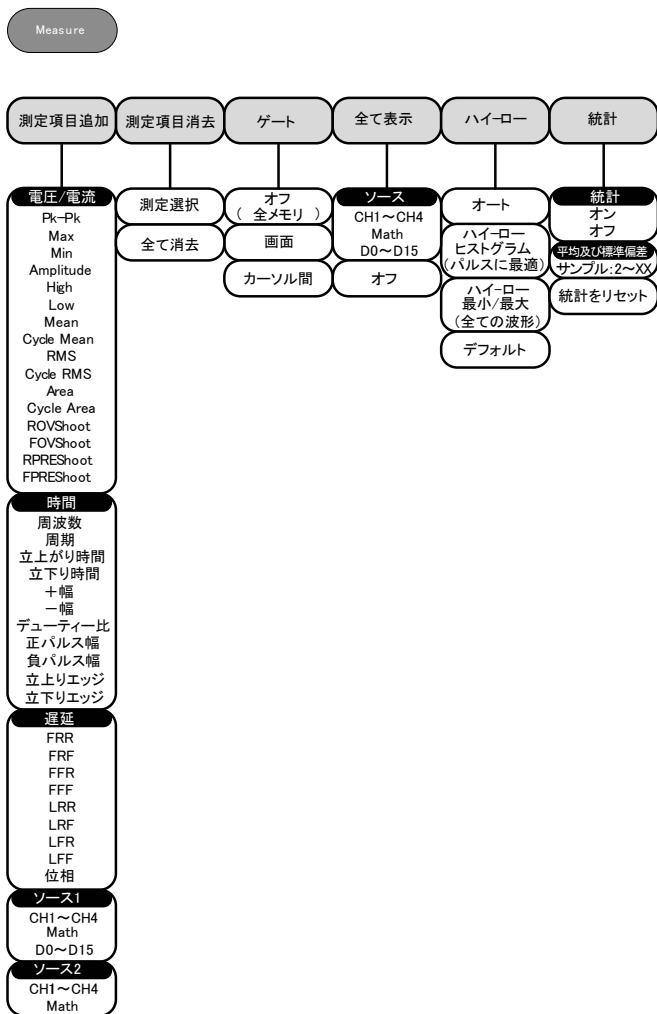 Measure
測定項目追加
測定項目消去
ゲート
全て表示
ハイ-ロー
統計
電圧/電流
Pk-Pk
Max
Min
Amplitude
High
Low
Mean
Cycle Mean
RMS
Cycle RMS
Area
Cycle Area
ROVShoot
FOVShoot
RPREShoot
FPREShoot
時間
周波数
周期
立上がり時間
立下り時間
＋幅
－幅
デューティー比
正パルス幅
負パルス幅
立上りエッジ
立下りエッジ
遅延
FRR
FRF
FFR
FFF
LRR
LRF
LFR
LFF
位相
ソース1
CH1～CH4
Math
D0～D15
ソース2
CH1～CH4
Math
測定選択
全て消去
オフ
( 全メモリ )
画面
カーソル間
ソース
CH1～CH4
Math
D0～D15
オフ
オート
ハイ-ロー
ヒストグラム
(パルスに最適)
ハイ-ロー
最小/最大
(全ての波形)
デフォルト
統計
オン
オフ
平均及び標準偏差
サンプル:2～XX
統計をリセット